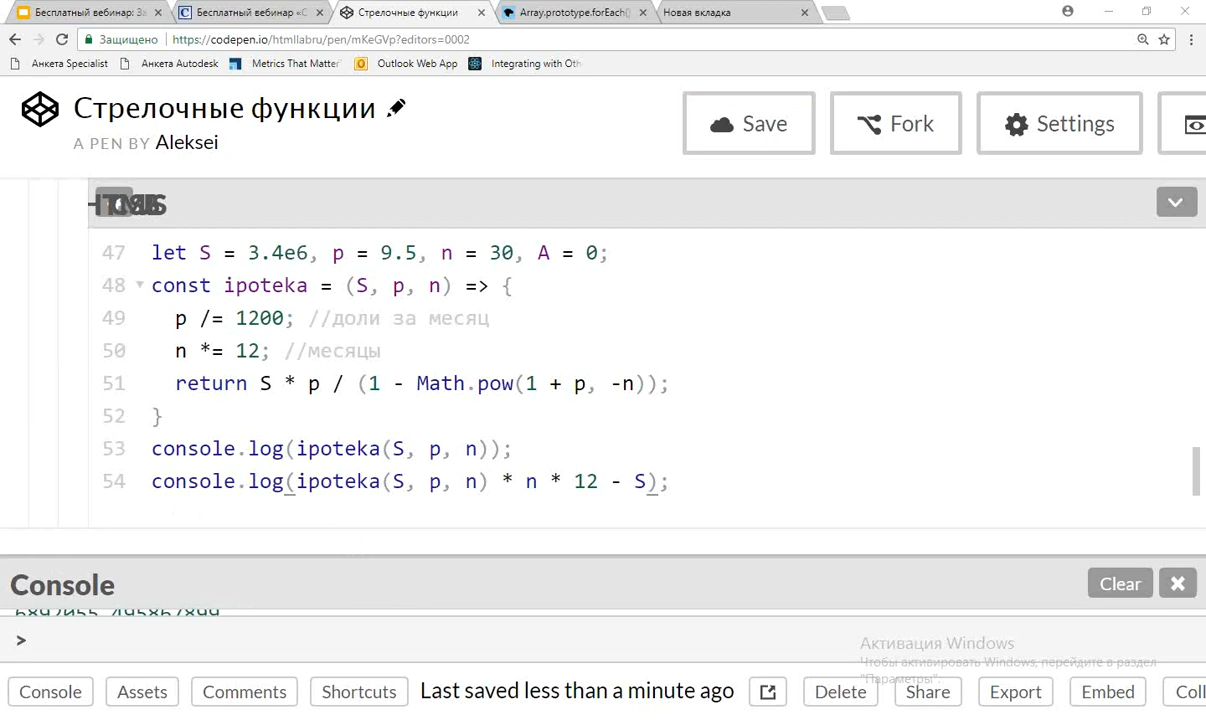 Бесплатный вебинар: За
Бесплатный вебинар «С
Стрелочные функции
Array.prototype.forEach()
Новая вкладка
Защищено
https://codepen.io/htmllabru/pen/mKeGVp?editors=0002
Анкета Specialist
Анкета Autodesk
Metrics That Matter
Outlook Web App
Integrating with Oth
Стрелочные функции
A PEN BY Aleksei
Save
Fork
Settings
47 let S = 3.4e6, p = 9.5, n = 30, A = 0;
48 const ipoteka = (S, p, n) => {
49 p /= 1200; //доли за месяц
50 n *= 12; //месяцы
51 return S * p / (1 - Math.pow(1 + p, -n));
52 }
53 console.log(ipoteka(S, p, n));
54 console.log(ipoteka(S, p, n) * n * 12 - S);
Console
Clear
6892055.495867899
>
Активация Windows
Чтобы активировать Windows, перейдите в раздел
"Параметры".
Console
Assets
Comments
Shortcuts
Last saved less than a minute ago
Delete
Share
Export
Embed
Coll